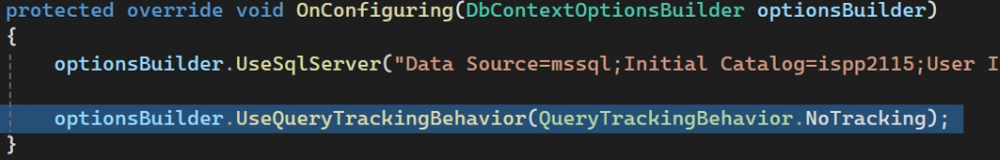 protected override void OnConfiguring(DbContextOptionsBuilder optionsBuilder)
{
optionsBuilder.UseSqlServer("Data Source=mssql;Initial Catalog=ispp2115;User I
optionsBuilder.UseQueryTrackingBehavior(QueryTrackingBehavior.NoTracking);
}